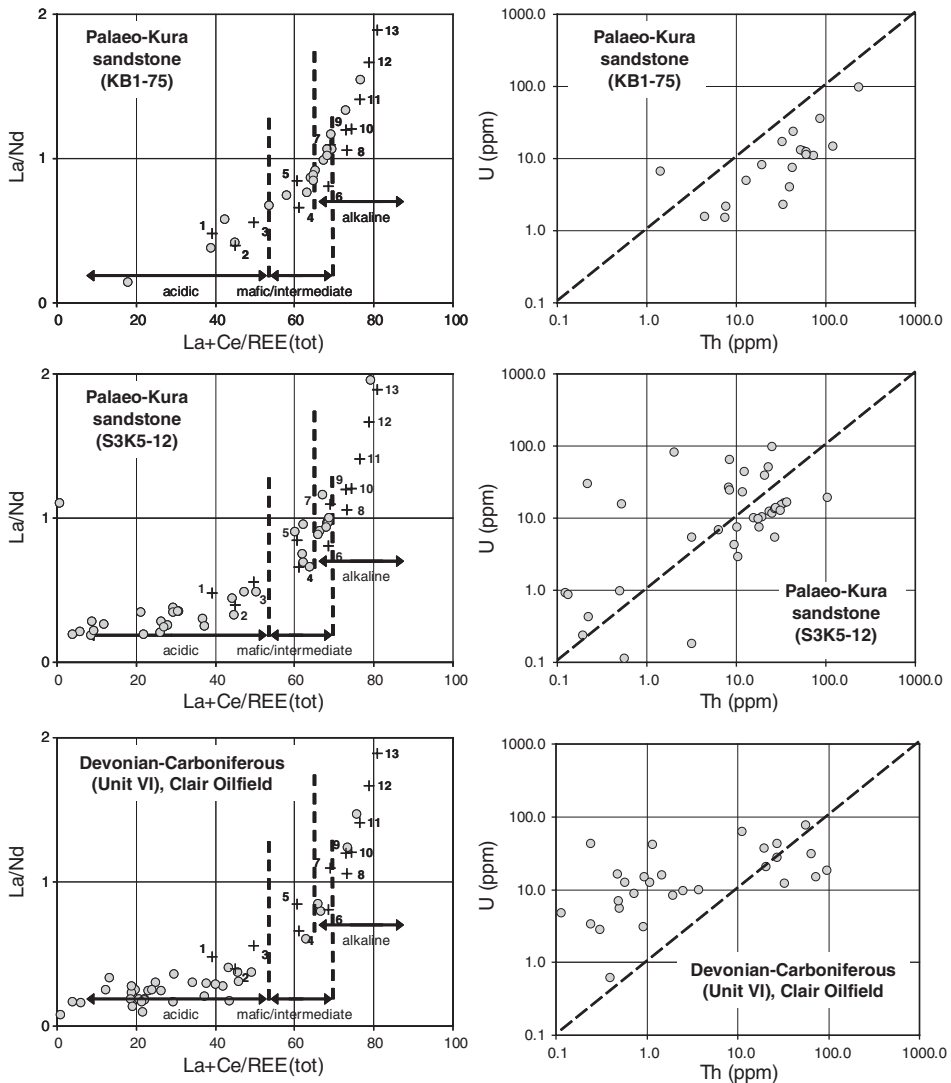 2
Palaeo-Kura
sandstone
(KB1-75)
La/Nd
1
0
13
12
11
9
10
7
8
5
6
4
1
3
2
alkaline
acidic
mafic/intermediate
0
20
40
60
80
100
La+Ce/REE(tot)
1000.0
Palaeo-Kura
sandstone
(KB1-75)
100.0
U (ppm)
10.0
1.0
0.1
0.1
1.0
10.0
100.0
1000.0
Th (ppm)
2
Palaeo-Kura
sandstone
(S3K5-12)
La/Nd
1
0
13
12
11
9
10
7
8
5
6
4
1
3
2
alkaline
acidic
mafic/intermediate
0
20
40
60
80
100
La+Ce/REE(tot)
1000.0
100.0
U (ppm)
10.0
1.0
0.1
Palaeo-Kura
sandstone
(S3K5-12)
0.1
1.0
10.0
100.0
1000.0
Th (ppm)
2
Devonian-Carboniferous
(Unit VI), Clair Oilfield
La/Nd
1
0
13
12
11
9
10
7
8
5
6
4
1
3
2
alkaline
acidic
mafic/intermediate
0
20
40
60
80
100
La+Ce/REE(tot)
1000.0
100.0
U (ppm)
10.0
1.0
0.1
Devonian-Carboniferous
(Unit VI), Clair Oilfield
0.1
1.0
10.0
100.0
1000.0
Th (ppm)